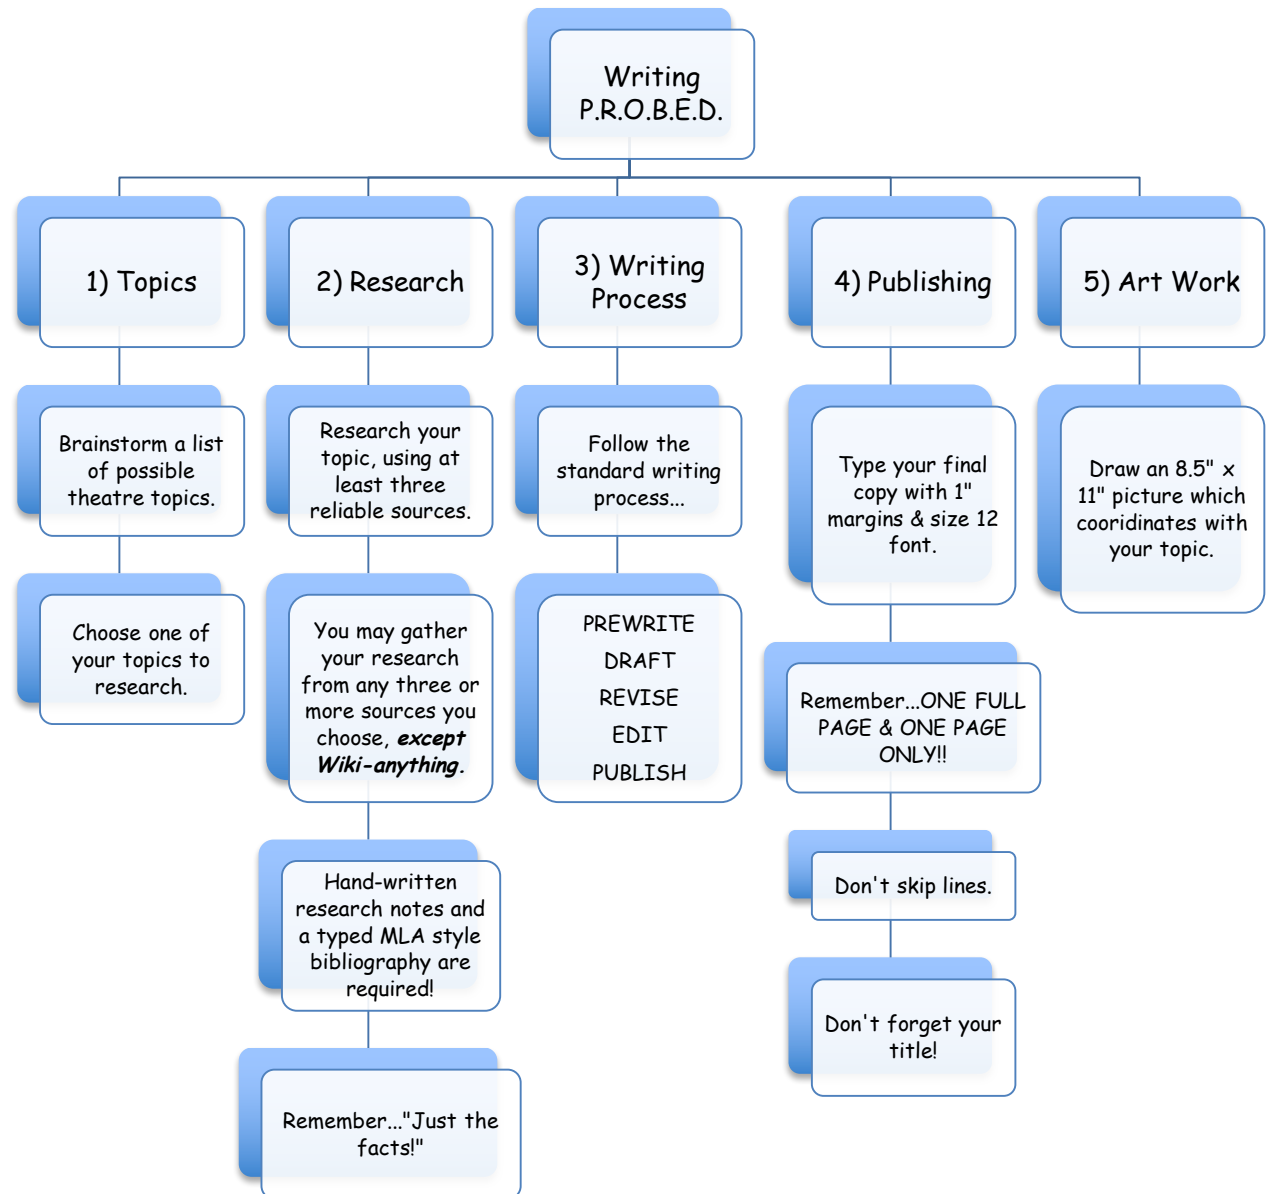 Writing
P.R.O.B.E.D.
1) Topics
Brainstorm a list
of possible
theatre topics.
Choose one of
your topics to
research.
2) Research
Research your
topic, using at
least three
reliable sources.
You may gather
your research
from any three or
more sources you
choose, except
Wiki-anything.
Hand-written
research notes and
a typed MLA style
bibliography are
required!
Remember..."Just the
facts!"
3) Writing
Process
Follow the
standard writing
process...
PREWRITE
DRAFT
REVISE
EDIT
PUBLISH
4) Publishing
Type your final
copy with 1"
margins & size 12
font.
Remember...ONE FULL
PAGE & ONE PAGE
ONLY!!
Don't skip lines.
Don't forget your
title!
5) Art Work
Draw an 8.5" x
11" picture which
cooridinates with
your topic.